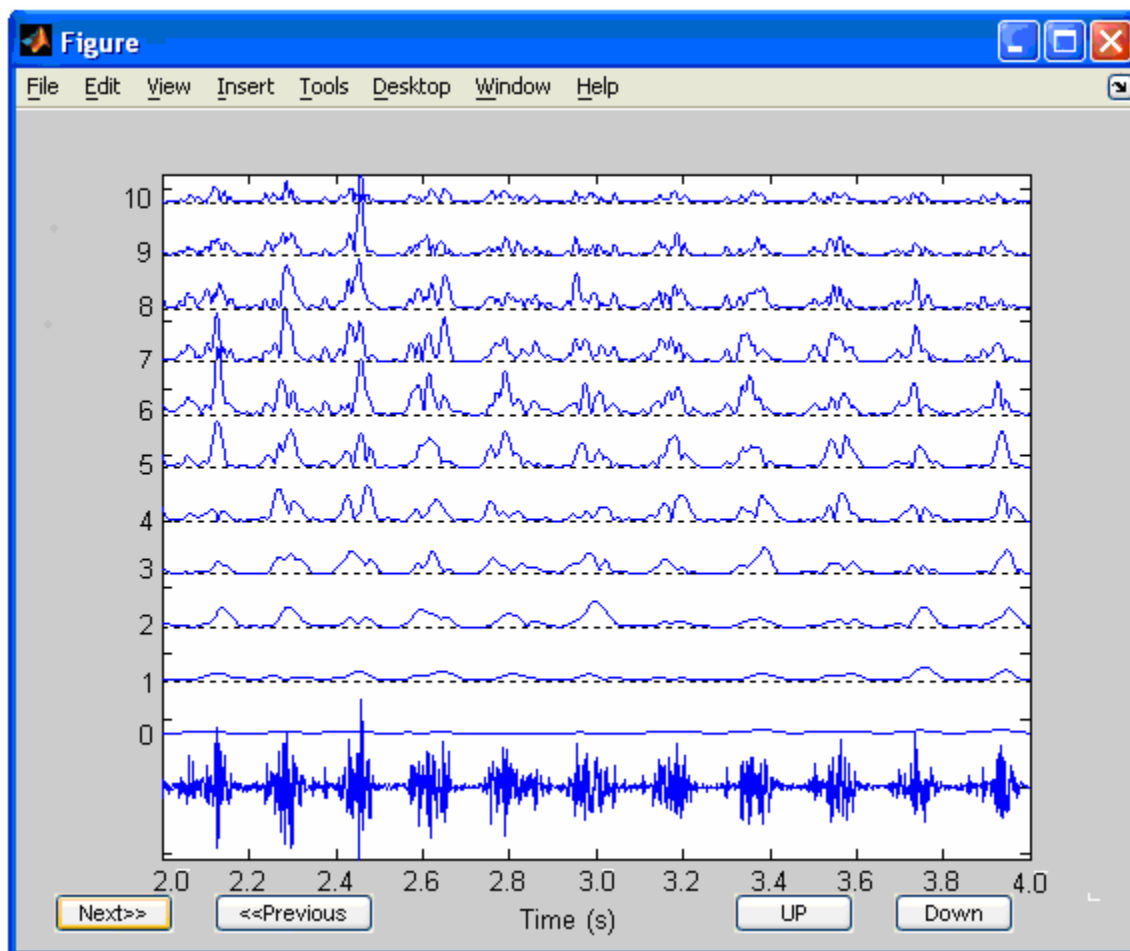 Figure
File Edit View Insert Tools Desktop Window Help
10
9
8
7
6
5
4
3
2
1
0
2.0 2.2 2.4 2.6 2.8 3.0 3.2 3.4 3.6 3.8 4.0
Next>> <<Previous Time (s) UP Down